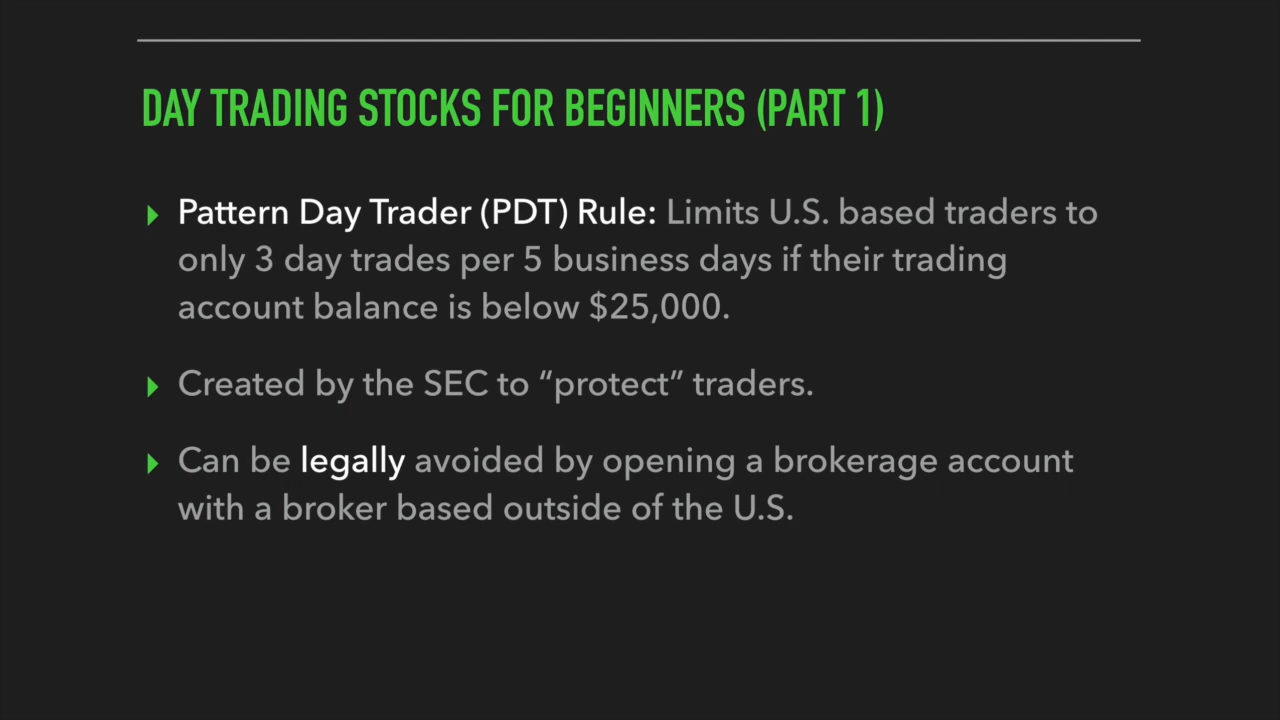 DAY TRADING STOCKS FOR BEGINNERS (PART 1)
Pattern Day Trader (PDT) Rule: Limits U.S. based traders to
only 3 day trades per 5 business days if their trading
account balance is below $25,000.
Created by the SEC to “protect” traders.
Can be legally avoided by opening a brokerage account
with a broker based outside of the U.S.